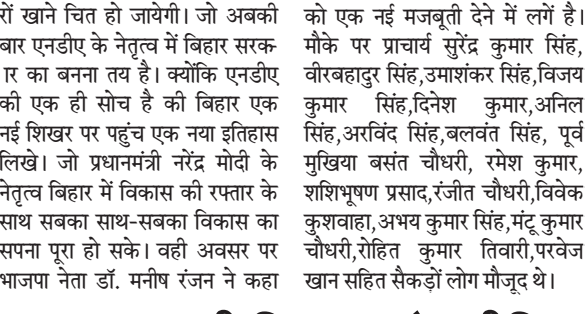 रों खाने चित हो जायेगी। जो अबकी
बार एनडीए के नेतृत्व में बिहार सरक-
ार का बनना तय है। क्योंकि एनडीए
की एक ही सोच है की बिहार एक
नई शिखर पर पहुंच एक नया इतिहास
लिखे। जो प्रधानमंत्री नरेंद्र मोदी के
नेतृत्व बिहार में विकास की रफ्तार के
साथ सबका साथ-सबका विकास का
सपना पूरा हो सके। वही अवसर पर
भाजपा नेता डॉ. मनीष रंजन ने कहा
को एक नई मजबूती देने में लगें है।
मौके पर प्राचार्य सुरेंद्र कुमार सिंह,
वीरबहादुर सिंह,उमाशंकर सिंह,विजय
कुमार सिंह,दिनेश कुमार,अनिल
सिंह,अरविंद सिंह,बलवंत सिंह, पूर्व
मुखिया बसंत चौधरी, रमेश कुमार,
शशिभूषण प्रसाद,रंजीत चौधरी,विवेक
कुशवाहा,अभय कुमार सिंह,मंटू कुमार
चौधरी,रोहित कुमार तिवारी,परवेज
खान सहित सैकड़ों लोग मौजूद थे।